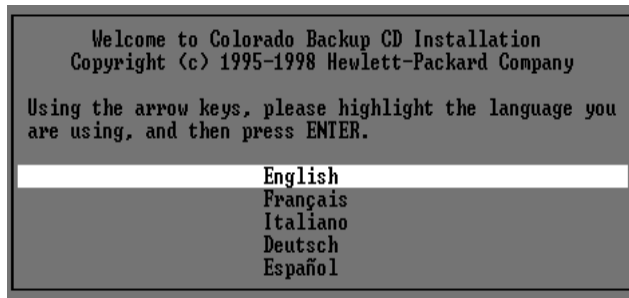 Welcome to Colorado Backup CD Installation
Copyright (c) 1995-1998 Hewlett-Packard Company
Using the arrow keys, please highlight the language you
are using, and then press ENTER.
English
Français
Italiano
Deutsch
Español